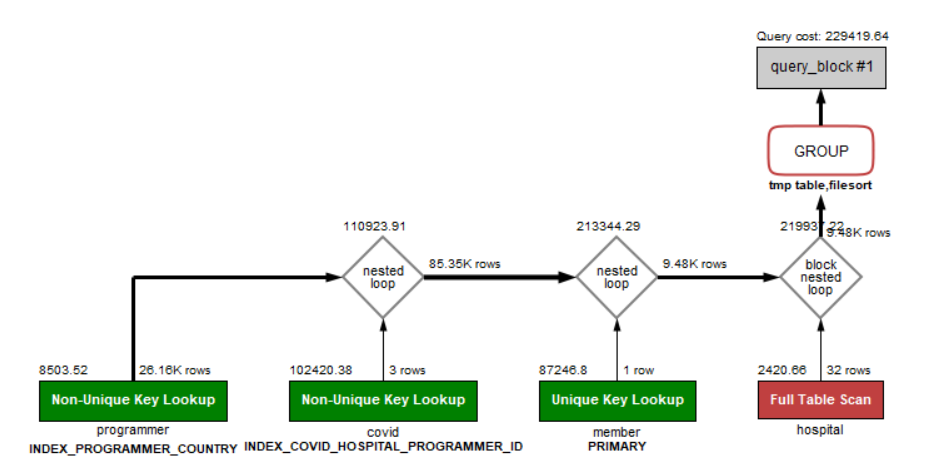 Query cost: 229419.64
query_block #1
GROUP
tmp table,filesort
110923.91
213344.29
219937.22
9.48K rows
nested
loop
85.35K rows
nested
loop
9.48K rows
block
nested
loop
8503.52
26.16K rows
102420.38
3 rows
87246.8
1 row
2420.66
32 rows
Non-Unique Key Lookup
Non-Unique Key Lookup
Unique Key Lookup
Full Table Scan
programmer
INDEX_PROGRAMMER_COUNTRY
covid
INDEX_COVID_HOSPITAL_PROGRAMMER_ID
member
PRIMARY
hospital